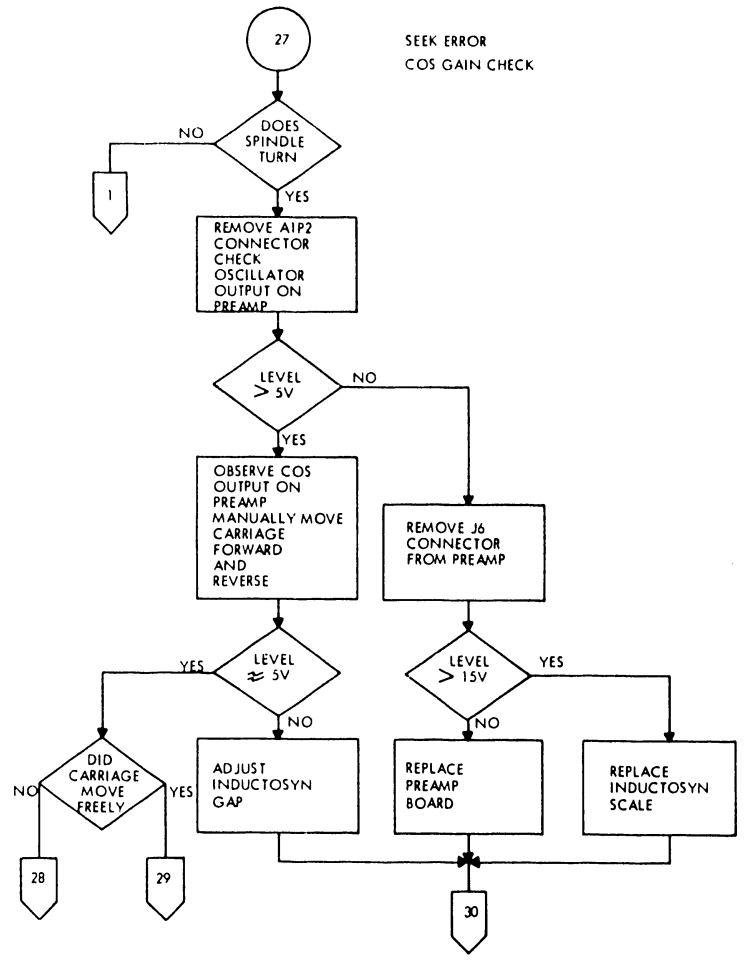 27
SEEK ERROR
COS GAIN CHECK
DOES
SPINDLE
TURN
NO
YES
1
REMOVE A1P2
CONNECTOR
CHECK
OSCILLATOR
OUTPUT ON
PREAMP
LEVEL
> 5V
NO
YES
OBSERVE COS
OUTPUT ON
PREAMP
MANUALLY MOVE
CARRIAGE
FORWARD
AND
REVERSE
REMOVE J6
CONNECTOR
FROM PREAMP
LEVEL
≈ 5V
YES
NO
LEVEL
> 15V
YES
NO
DID
CARRIAGE
MOVE
FREELY
NO
YES
ADJUST
INDUCTOSYN
GAP
REPLACE
PREAMP
BOARD
REPLACE
INDUCTOSYN
SCALE
28
29
30